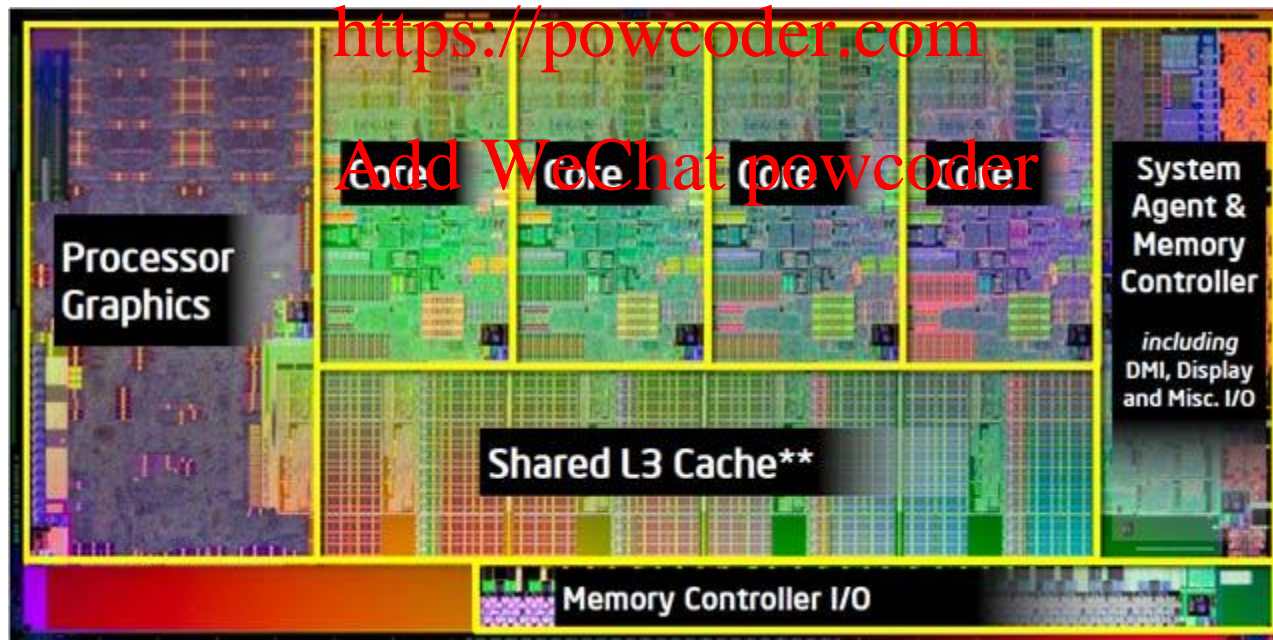 https://powcoder.com
Add WeChat powcoder
Core
Core
Core
Core
System
Agent &
Memory
Controller
including
DMI, Display
and Misc. I/O
Processor
Graphics
Shared L3 Cache**
Memory Controller I/O